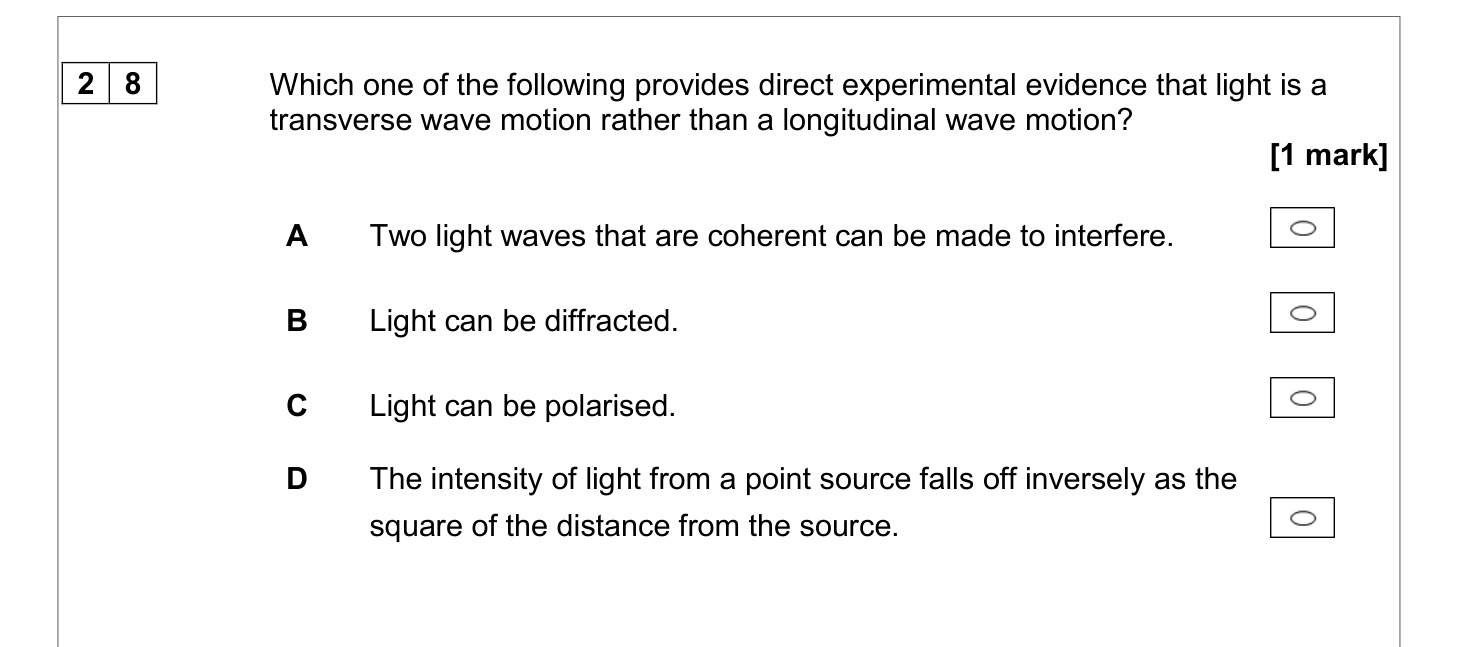 2 8 Which one of the following provides direct experimental evidence that light is a
transverse wave motion rather than a longitudinal wave motion?
[1 mark]
A Two light waves that are coherent can be made to interfere.
B Light can be diffracted.
C Light can be polarised.
D The intensity of light from a point source falls off inversely as the
square of the distance from the source.